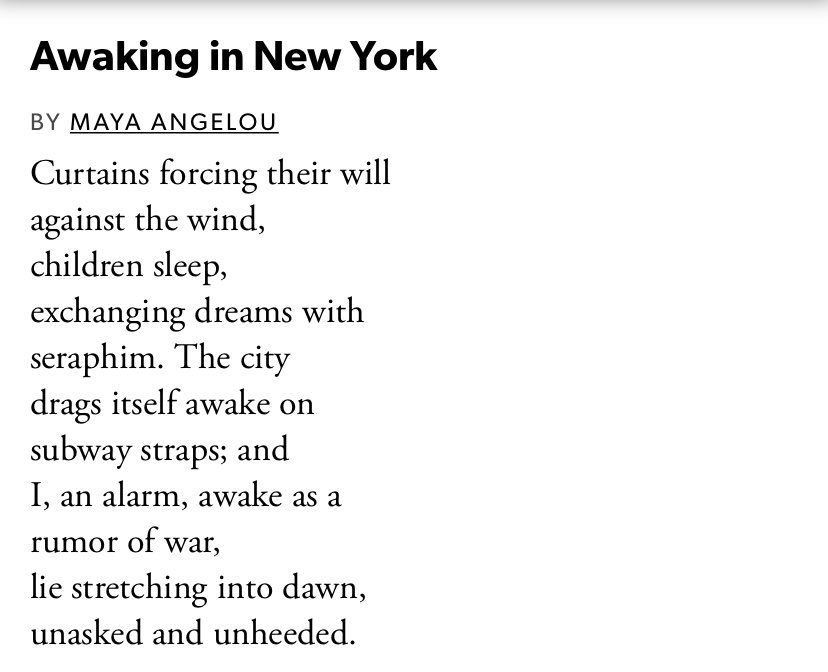 Awaking in New York
BY MAYA ANGELOU
Curtains forcing their will
against the wind,
children sleep,
exchanging dreams with
seraphim. The city
drags itself awake on
subway straps; and
I, an alarm, awake as a
rumor of war,
lie stretching into dawn,
unasked and unheeded.